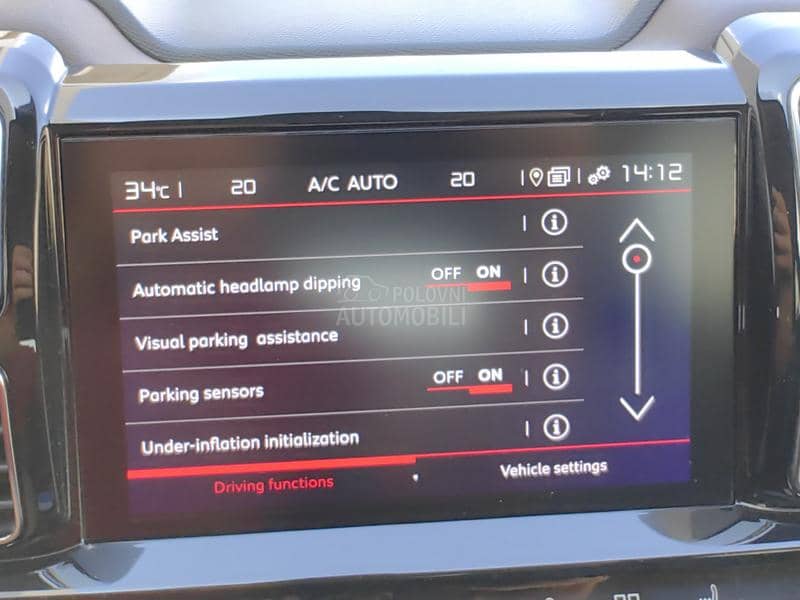 34°C | 20 A/C AUTO 20 14:12
Park Assist
Automatic headlamp dipping OFF ON
POLOVNI
AUTOMOBILI
Visual parking assistance
Parking sensors OFF ON
Under-inflation initialization
Driving functions Vehicle settings